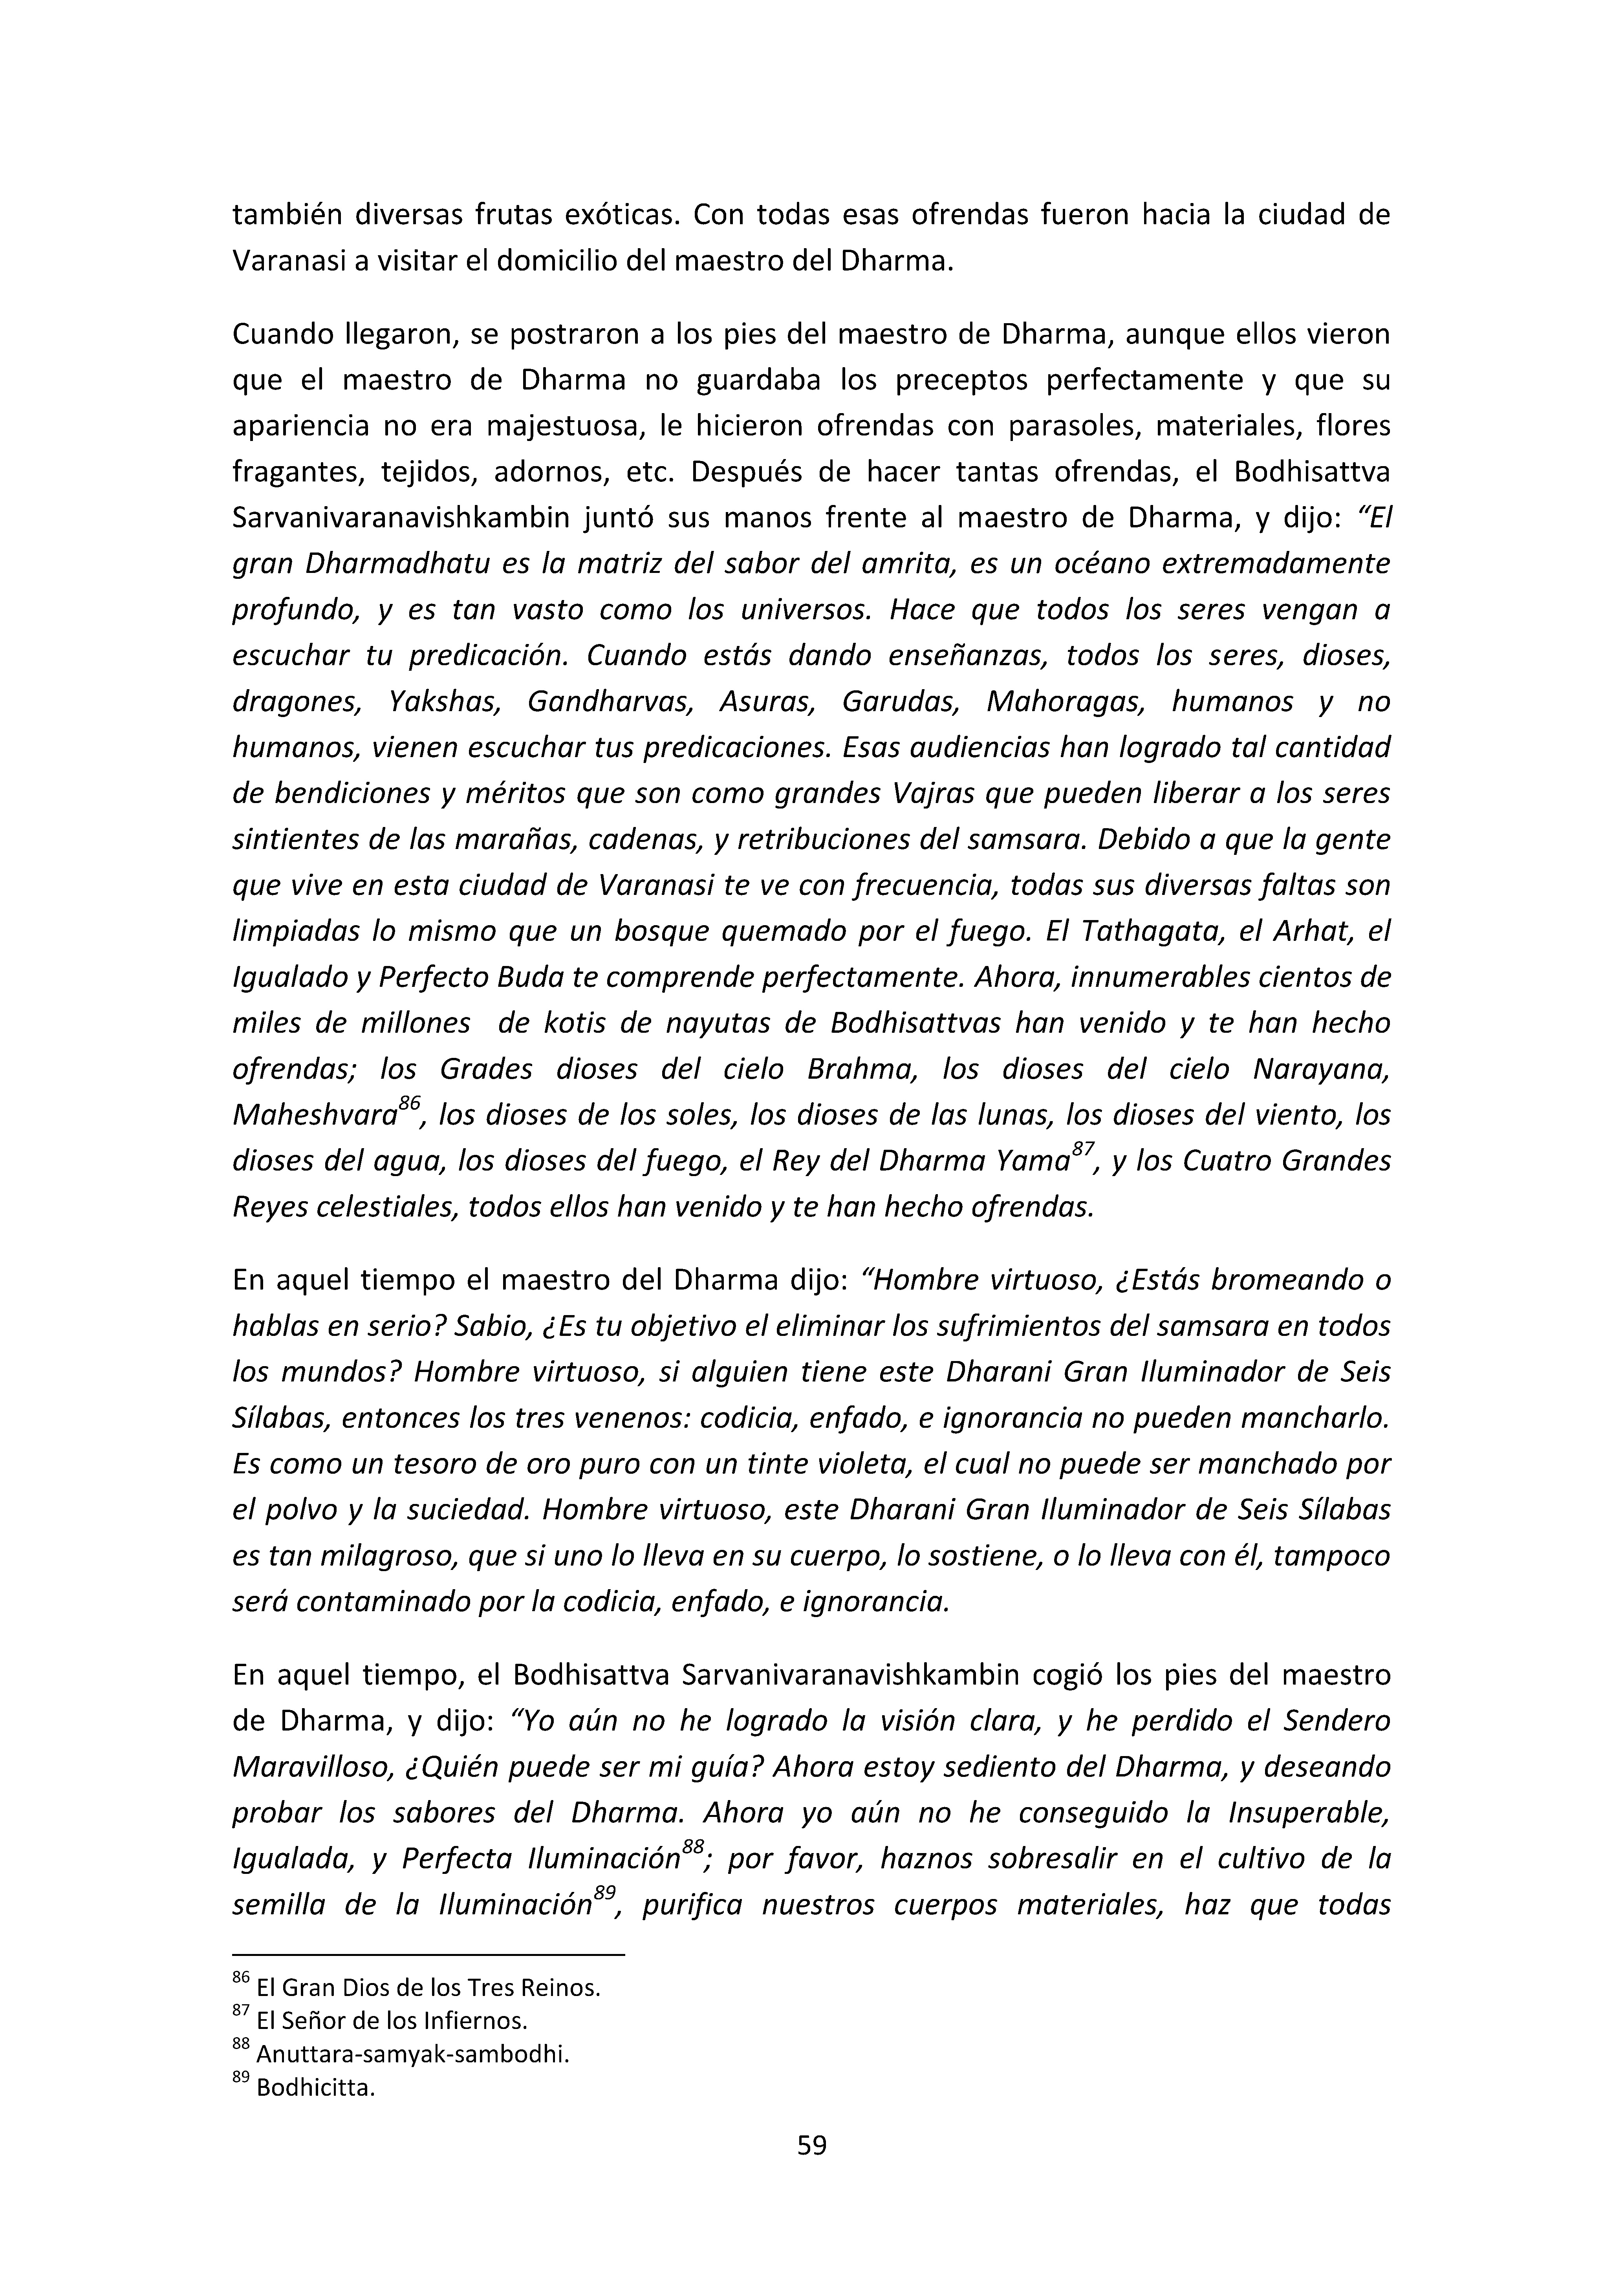 también diversas frutas exóticas. Con todas esas ofrendas fueron hacia la ciudad de
Varanasi a visitar el domicilio del maestro del Dharma.
Cuando llegaron, se postraron a los pies del maestro de Dharma, aunque ellos vieron
que el maestro de Dharma no guardaba los preceptos perfectamente y que su
apariencia no era majestuosa, le hicieron ofrendas con parasoles, materiales, flores
fragantes, tejidos, adornos, etc. Después de hacer tantas ofrendas, el Bodhisattva
Sarvanivaranavishkambin juntó sus manos frente al maestro de Dharma, y dijo: “El
gran Dharmadhatu es la matriz del sabor del amrita, es un océano extremadamente
profundo, y es tan vasto como los universos. Hace que todos los seres vengan a
escuchar tu predicación. Cuando estás dando enseñanzas, todos los seres, dioses,
dragones, Yakshas, Gandharvas, Asuras, Garudas, Mahoragas, humanos y no
humanos, vienen escuchar tus predicaciones. Esas audiencias han logrado tal cantidad
de bendiciones y méritos que son como grandes Vajras que pueden liberar a los seres
sintientes de las marañas, cadenas, y retribuciones del samsara. Debido a que la gente
que vive en esta ciudad de Varanasi te ve con frecuencia, todas sus diversas faltas son
limpiadas lo mismo que un bosque quemado por el fuego. El Tathagata, el Arhat, el
Igualado y Perfecto Buda te comprende perfectamente. Ahora, innumerables cientos de
miles de millones de kotis de nayutas de Bodhisattvas han venido y te han hecho
ofrendas; los Grades dioses del cielo Brahma, los dioses del cielo Narayana,
Maheshvara86, los dioses de los soles, los dioses de las lunas, los dioses del viento, los
dioses del agua, los dioses del fuego, el Rey del Dharma Yama87, y los Cuatro Grandes
Reyes celestiales, todos ellos han venido y te han hecho ofrendas.
En aquel tiempo el maestro del Dharma dijo: “Hombre virtuoso, ¿Estás bromeando o
hablas en serio? Sabio, ¿Es tu objetivo el eliminar los sufrimientos del samsara en todos
los mundos? Hombre virtuoso, si alguien tiene este Dharani Gran Iluminador de Seis
Sílabas, entonces los tres venenos: codicia, enfado, e ignorancia no pueden mancharlo.
Es como un tesoro de oro puro con un tinte violeta, el cual no puede ser manchado por
el polvo y la suciedad. Hombre virtuoso, este Dharani Gran Iluminador de Seis Sílabas
es tan milagroso, que si uno lo lleva en su cuerpo, lo sostiene, o lo lleva con él, tampoco
será contaminado por la codicia, enfado, e ignorancia.
En aquel tiempo, el Bodhisattva Sarvanivaranavishkambin cogió los pies del maestro
de Dharma, y dijo: “Yo aún no he logrado la visión clara, y he perdido el Sendero
Maravilloso, ¿Quién puede ser mi guía? Ahora estoy sediento del Dharma, y deseando
probar los sabores del Dharma. Ahora yo aún no he conseguido la Insuperable,
Igualada, y Perfecta Iluminación88; por favor, haznos sobresalir en el cultivo de la
semilla de la Iluminación89, purifica nuestros cuerpos materiales, haz que todas
86 El Gran Dios de los Tres Reinos.
87 El Señor de los Infiernos.
88 Anuttara-samyak-sambodhi.
89 Bodhicitta.
59